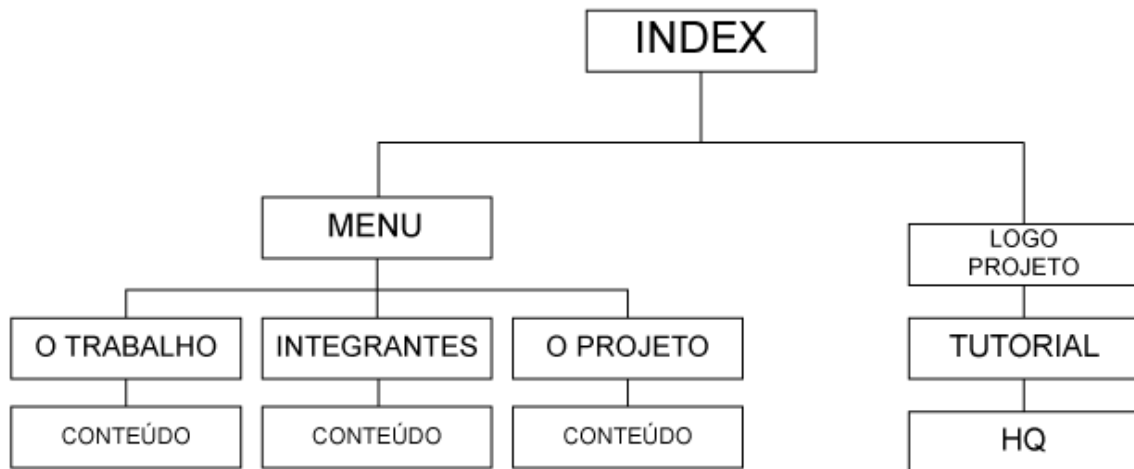 INDEX
MENU
LOGO
PROJETO
O TRABALHO
INTEGRANTES
O PROJETO
TUTORIAL
CONTEÚDO
CONTEÚDO
CONTEÚDO
HQ